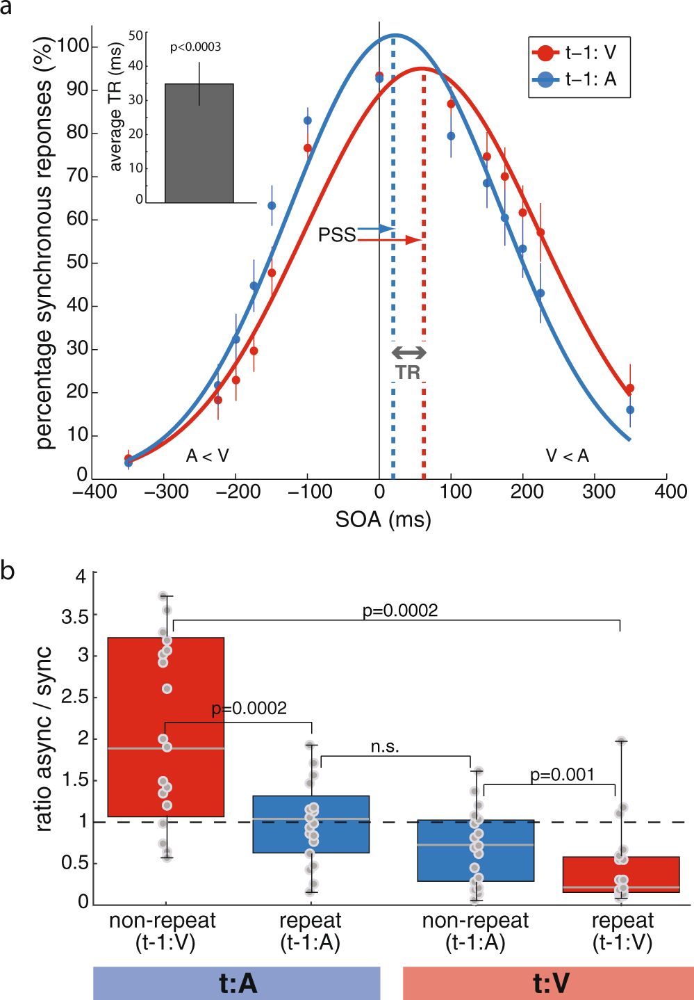 a
percentage synchronous reponses (%)
100
90
80
70
60
50
40
30
20
10
0
average TR (ms)
50
40
30
20
10
0
p<0.0003
t−1: V
t−1: A
PSS
TR
A < V
V < A
−400 −300 −200 −100 0 100 200 300 400
SOA (ms)
b
ratio async / sync
4
3.5
3
2.5
2
1.5
1
0.5
0
p=0.0002
p=0.0002
n.s.
p=0.001
non-repeat repeat non-repeat repeat
(t-1:V) (t-1:A) (t-1:A) (t-1:V)
t:A t:V